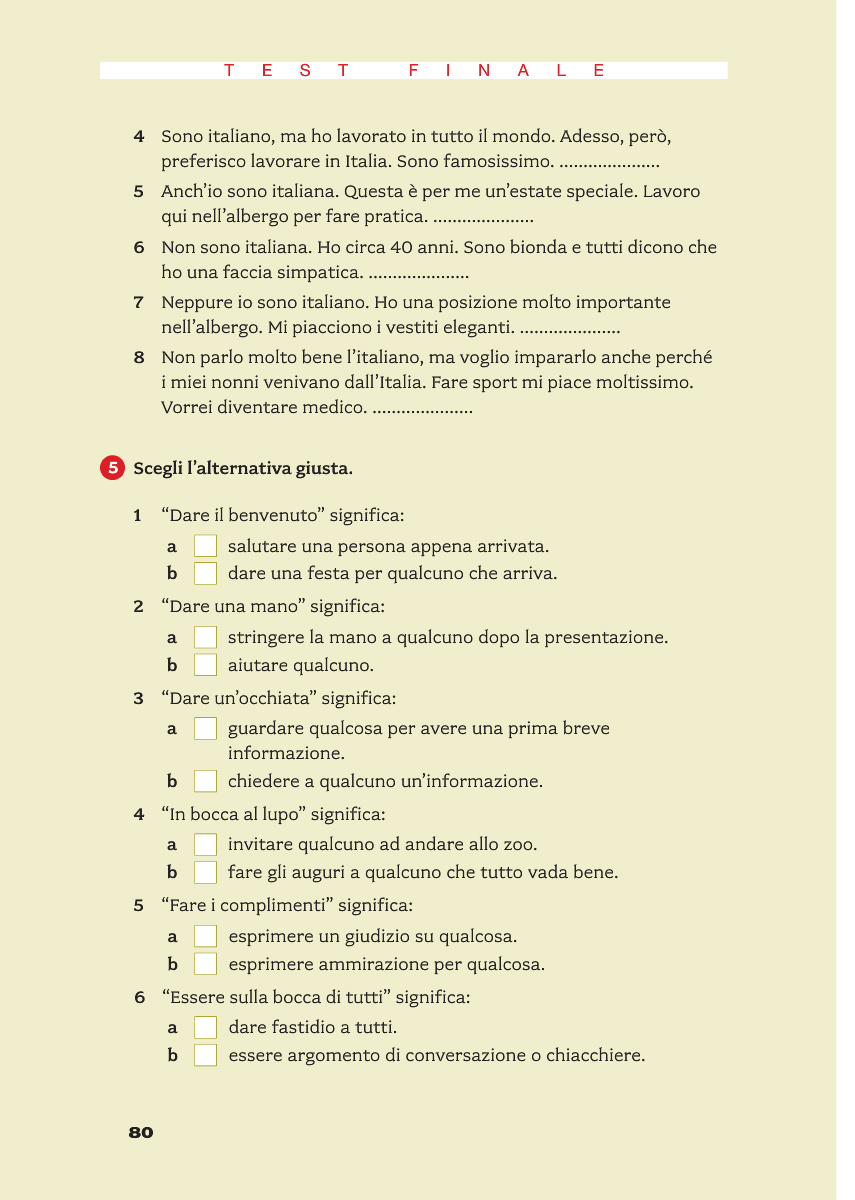 TEST FINALE
4 Sono italiano, ma ho lavorato in tutto il mondo. Adesso, però,
preferisco lavorare in Italia. Sono famosissimo. .....................
5 Anch’io sono italiana. Questa è per me un’estate speciale. Lavoro
qui nell’albergo per fare pratica. .....................
6 Non sono italiana. Ho circa 40 anni. Sono bionda e tutti dicono che
ho una faccia simpatica. .....................
7 Neppure io sono italiano. Ho una posizione molto importante
nell’albergo. Mi piacciono i vestiti eleganti. .....................
8 Non parlo molto bene l’italiano, ma voglio impararlo anche perché
i miei nonni venivano dall’Italia. Fare sport mi piace moltissimo.
Vorrei diventare medico. .....................
5 Scegli l’alternativa giusta.
1 “Dare il benvenuto” significa:
a salutare una persona appena arrivata.
b dare una festa per qualcuno che arriva.
2 “Dare una mano” significa:
a stringere la mano a qualcuno dopo la presentazione.
b aiutare qualcuno.
3 “Dare un’occhiata” significa:
a guardare qualcosa per avere una prima breve
informazione.
b chiedere a qualcuno un’informazione.
4 “In bocca al lupo” significa:
a invitare qualcuno ad andare allo zoo.
b fare gli auguri a qualcuno che tutto vada bene.
5 “Fare i complimenti” significa:
a esprimere un giudizio su qualcosa.
b esprimere ammirazione per qualcosa.
6 “Essere sulla bocca di tutti” significa:
a dare fastidio a tutti.
b essere argomento di conversazione o chiacchiere.
80